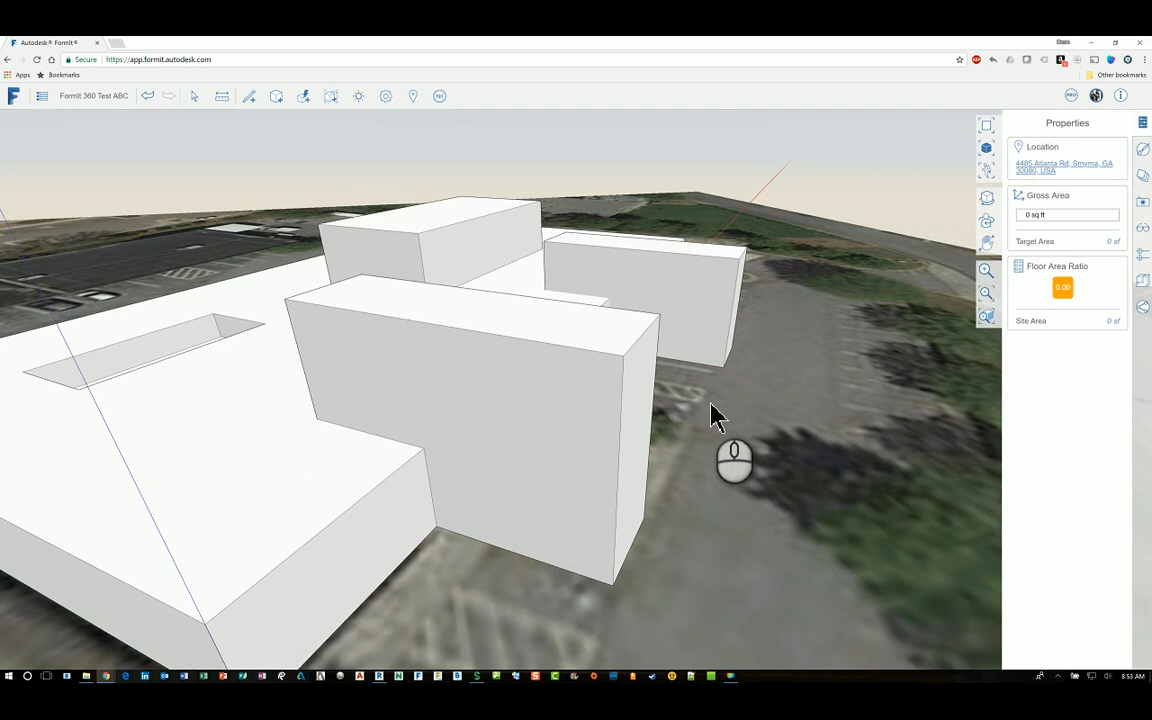 Autodesk® FormIt®
Secure
https://app.formit.autodesk.com
Apps
Bookmarks
Other bookmarks
FormIt 360 Test ABC
PRO
Properties
Location
4485 Atlanta Rd, Smyrna, GA
30080, USA
Gross Area
0 sq ft
Target Area
0 sf
Floor Area Ratio
0.00
Site Area
0 sf
8:53 AM